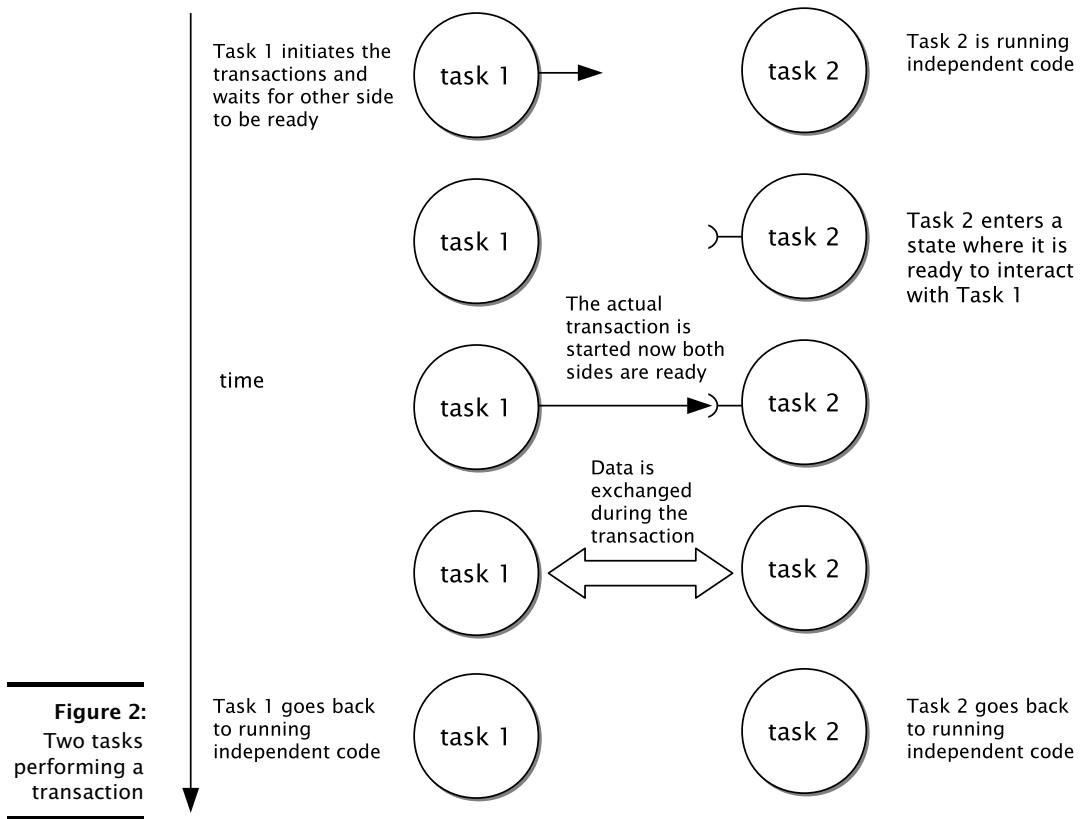 Task 1 initiates the
transactions and
waits for other side
to be ready
task 1
task 2
Task 2 is running
independent code
task 1
task 2
Task 2 enters a
state where it is
ready to interact
with Task 1
The actual
transaction is
started now both
sides are ready
time
task 1
task 2
Data is
exchanged
during the
transaction
task 1
task 2
Task 1 goes back
to running
independent code
task 1
task 2
Task 2 goes back
to running
independent code
Figure 2:
Two tasks
performing a
transaction